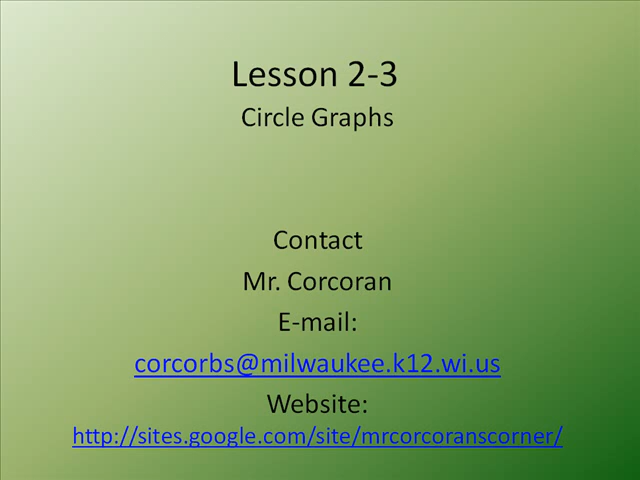 Lesson 2-3
Circle Graphs
Contact
Mr. Corcoran
E-mail:
corcorbs@milwaukee.k12.wi.us
Website:
http://sites.google.com/site/mrcorcoranscorner/